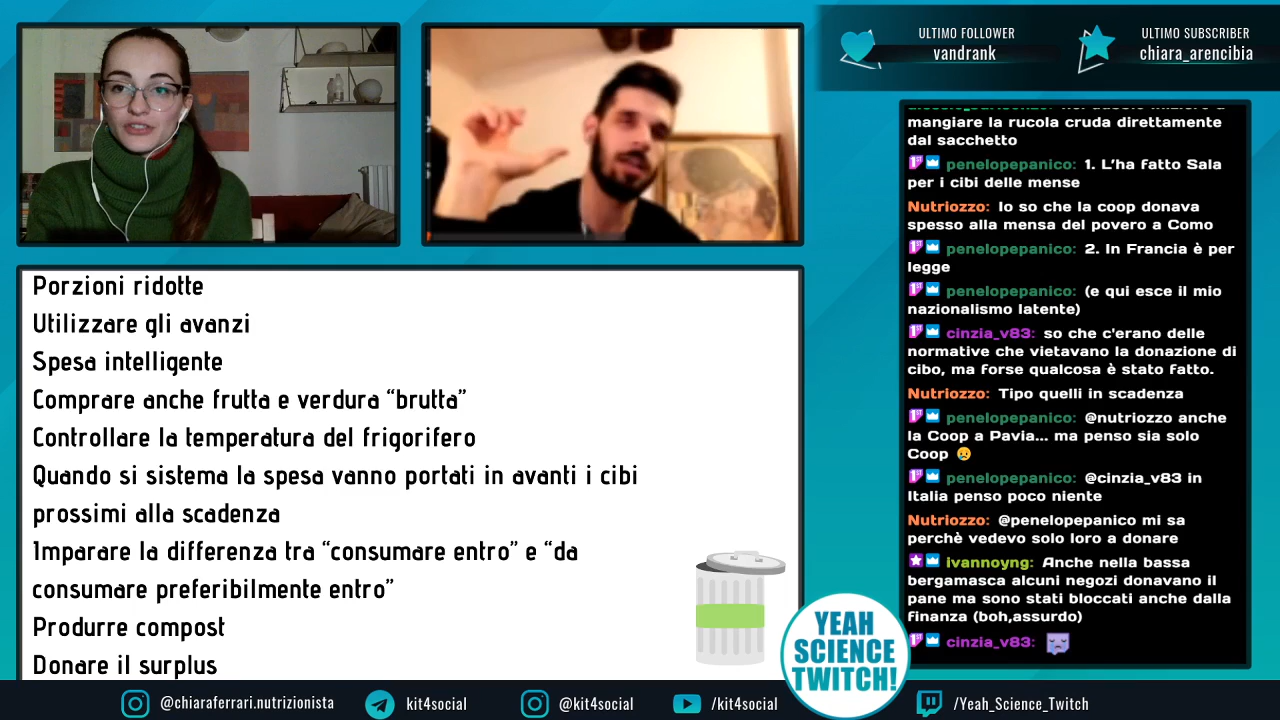 ULTIMO FOLLOWER
vandrank
ULTIMO SUBSCRIBER
chiara_arencibia
mangiare la rucola cruda direttamente
dal sacchetto
penelopepanico: 1. L'ha fatto Sala
per i cibi delle mense
Nutriozzo: Io so che la coop donava
spesso alla mensa del povero a Como
penelopepanico: 2. In Francia è per
legge
penelopepanico: (e qui esce il mio
nazionalismo latente)
cinzia_v83: so che c'erano delle
normative che vietavano la donazione di
cibo, ma forse qualcosa è stato fatto.
Nutriozzo: Tipo quelli in scadenza
penelopepanico: @nutriozzo anche
la Coop a Pavia... ma penso sia solo
Coop 😥
penelopepanico: @cinzia_v83 in
Italia penso poco niente
Nutriozzo: @penelopepanico mi sa
perchè vedevo solo loro a donare
ivannoyng: Anche nella bassa
bergamasca alcuni negozi donavano il
pane ma sono stati bloccati anche dalla
finanza (boh,assurdo)
cinzia_v83:
Porzioni ridotte
Utilizzare gli avanzi
Spesa intelligente
Comprare anche frutta e verdura “brutta”
Controllare la temperatura del frigorifero
Quando si sistema la spesa vanno portati in avanti i cibi
prossimi alla scadenza
Imparare la differenza tra “consumare entro” e “da
consumare preferibilmente entro”
Produrre compost
Donare il surplus
YEAH
SCIENCE
TWITCH!
@chiaraferrari.nutrizionista
kit4social
@kit4social
/kit4social
/Yeah_Science_Twitch